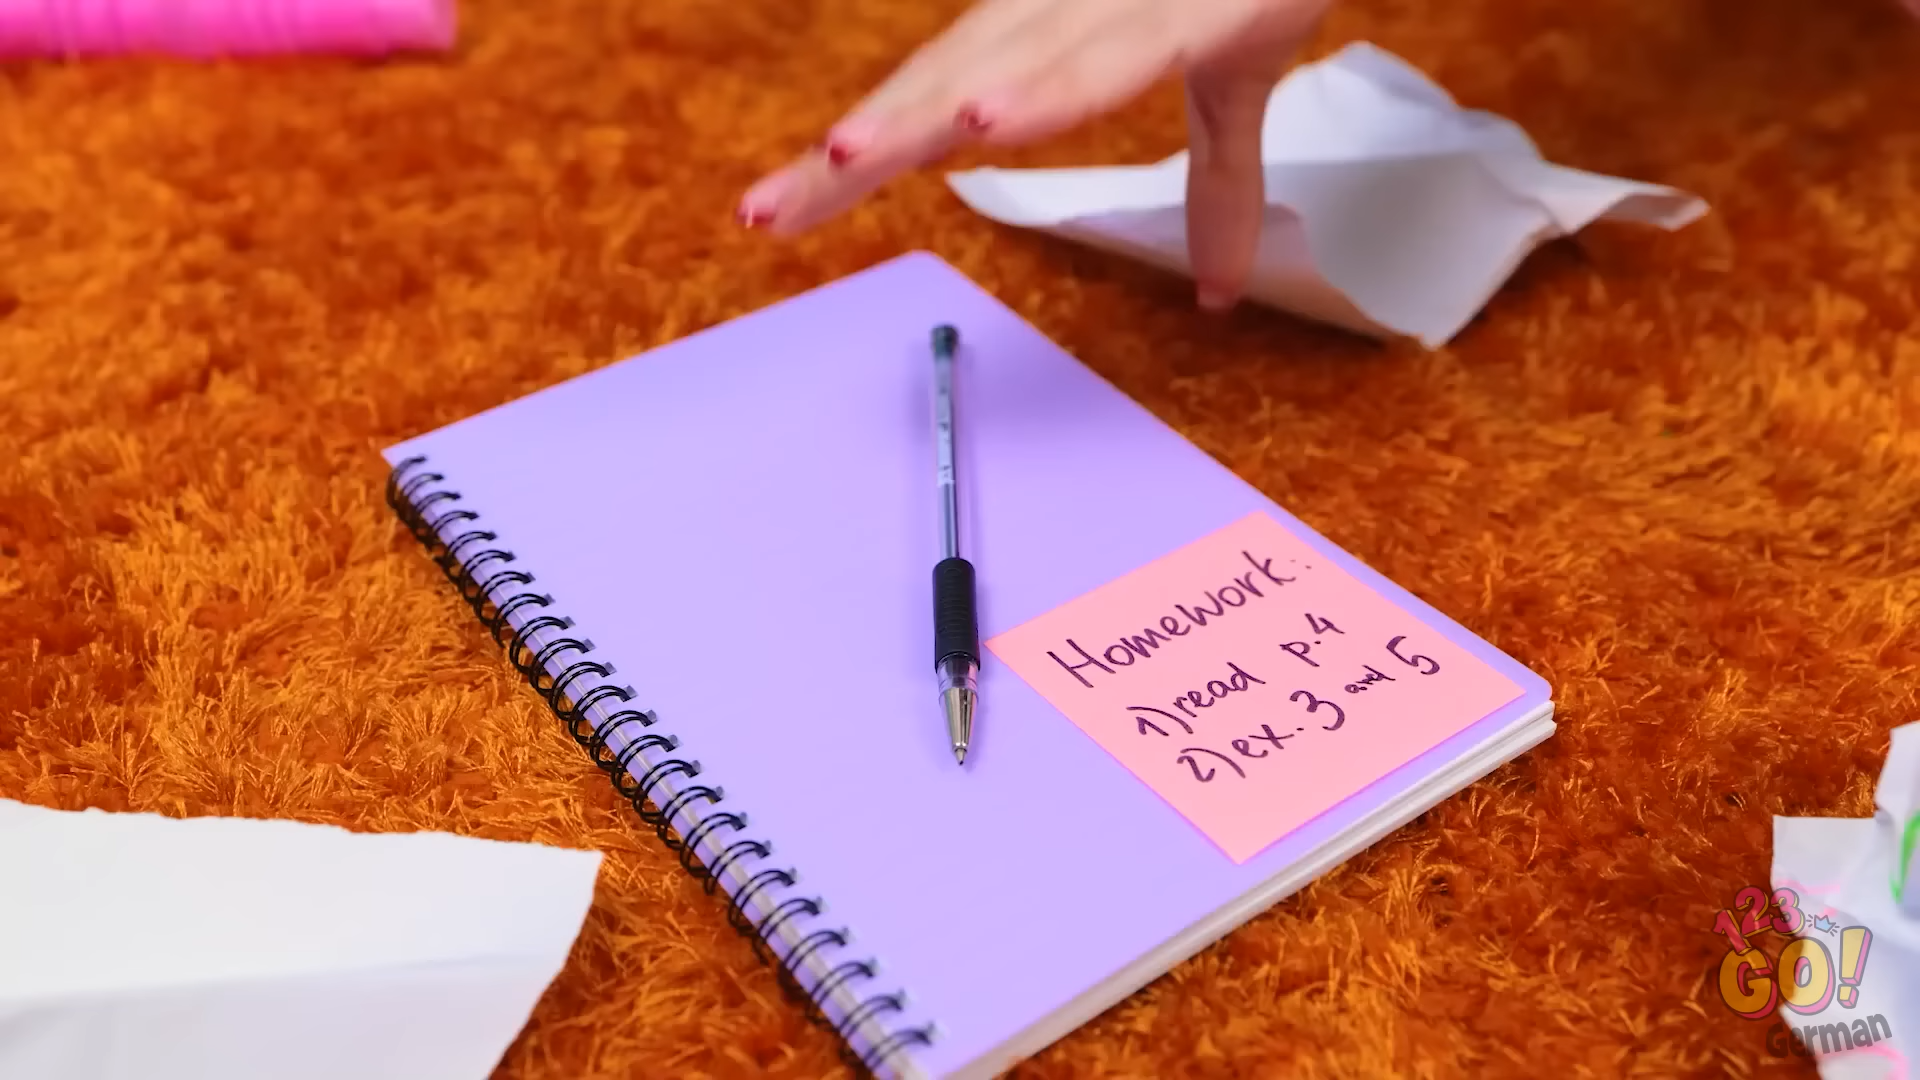 Homework:
1) read p.4
2) ex. 3 and 5
123
GO!
German